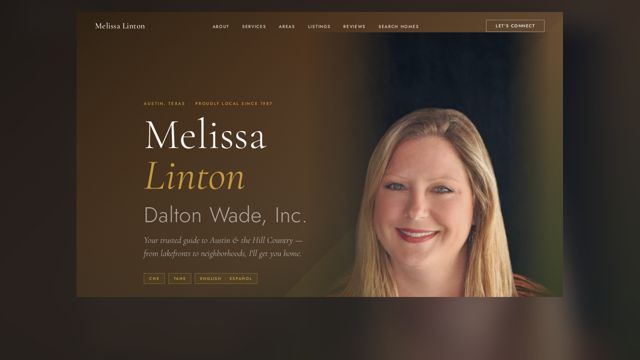 Melissa Linton
ABOUT SERVICES AREAS LISTINGS REVIEWS SEARCH HOMES
LET'S CONNECT
AUSTIN, TEXAS · PROUDLY LOCAL SINCE 1987
Melissa
Linton
Dalton Wade, Inc.
Your trusted guide to Austin & the Hill Country —
from lakefronts to neighborhoods, I'll get you home.
CNE TAHS ENGLISH · ESPAÑOL